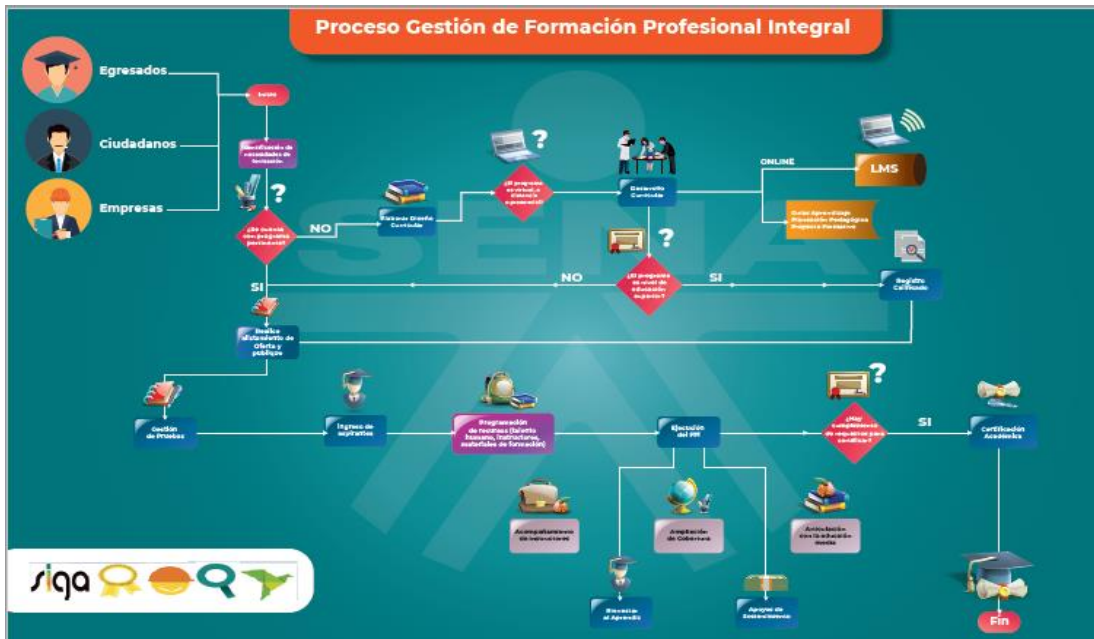 Proceso Gestión de Formación Profesional Integral
Egresados
Ciudadanos
Empresas
Inicio
Identificación de
necesidades de
formación
¿Se cuenta
con programa
pertinente?
NO
SI
Elaborar Diseño
Curricular
¿El programa
es virtual, a
distancia
o presencial?
Desarrollo
Curricular
ONLINE
LMS
Guías Aprendizaje
Planeación Pedagógica
Proyecto Formativo
¿El programa
es nivel de
educación
superior?
NO
SI
Registro
Calificado
SENA
Realice
alistamiento de
Oferta y
publique
Gestión
de Pruebas
Ingreso de
aspirantes
Programación
de recursos (talento
humano, instructores,
materiales de formación)
Ejecución
del FPI
¿Hay
cumplimiento
de requisitos para
certificar?
SI
Certificación
Académica
Acompañamiento
de instructores
Ampliación
de Cobertura
Articulación
con la educación
media
Bienestar
al Aprendiz
Apoyos de
Sostenimiento
Fin
siga